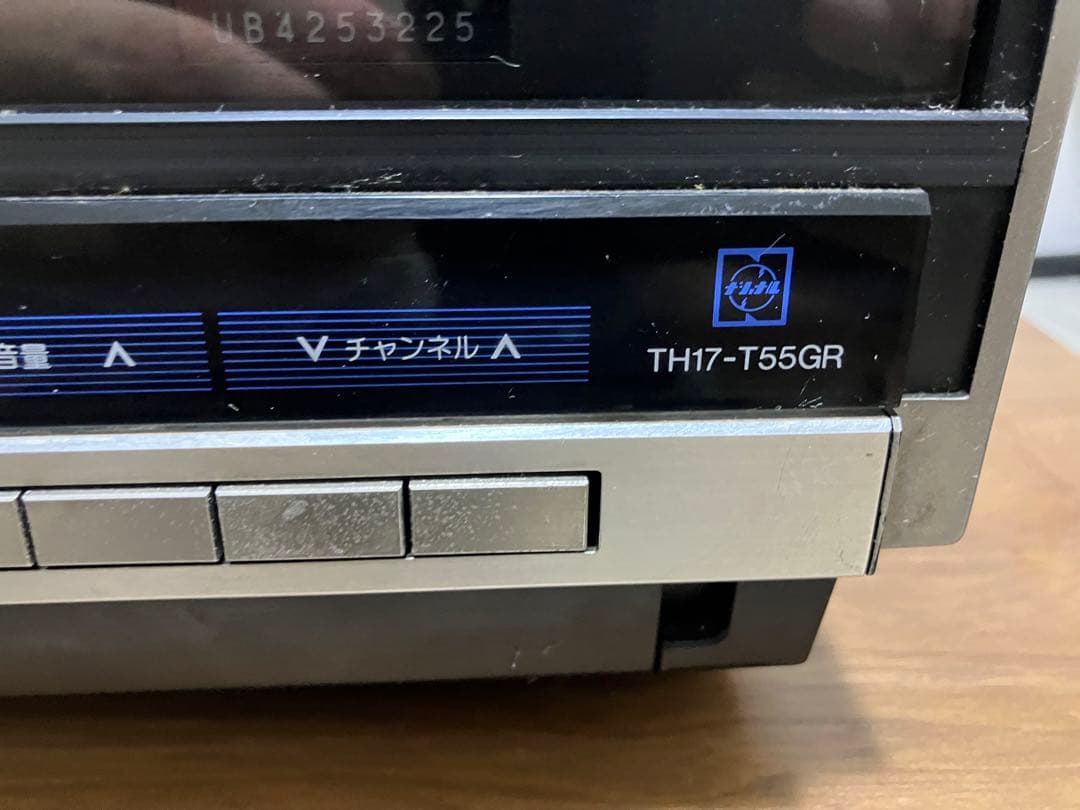 UB4253225
ナショナル
音量 ∧
∨ チャンネル ∧
TH17-T55GR